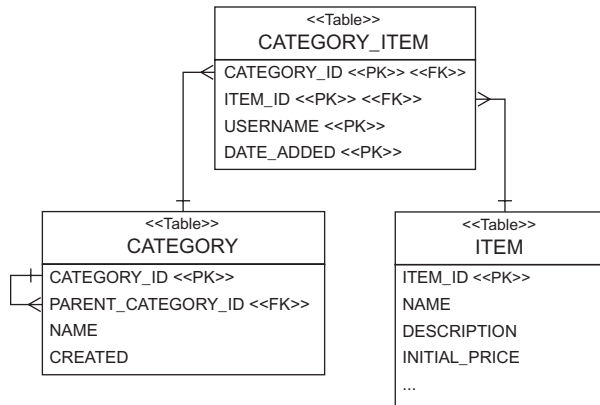 <<Table>>
CATEGORY_ITEM
CATEGORY_ID <<PK>> <<FK>>
ITEM_ID <<PK>> <<FK>>
USERNAME <<PK>>
DATE_ADDED <<PK>>
<<Table>>
CATEGORY
CATEGORY_ID <<PK>>
PARENT_CATEGORY_ID <<FK>>
NAME
CREATED
<<Table>>
ITEM
ITEM_ID <<PK>>
NAME
DESCRIPTION
INITIAL_PRICE
...